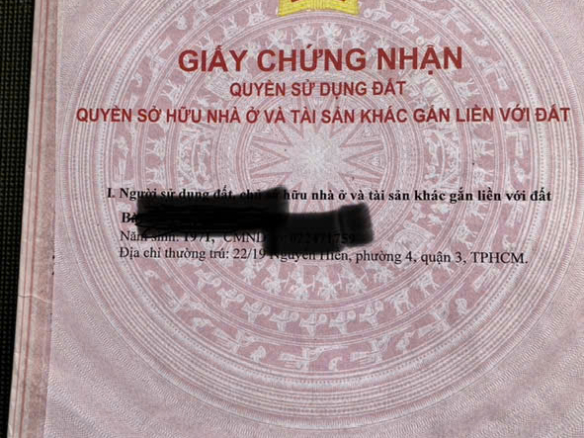 GIẤY CHỨNG NHẬN
QUYỀN SỬ DỤNG ĐẤT
QUYỀN SỞ HỮU NHÀ Ở VÀ TÀI SẢN KHÁC GẮN LIỀN VỚI ĐẤT
I. Người sử dụng đất, chủ sở hữu nhà ở và tài sản khác gắn liền với đất
Năm sinh: 1971, CMND
Địa chỉ thường trú: 22/19 Nguyễn Hiền, phường 4, quận 3, TPHCM.